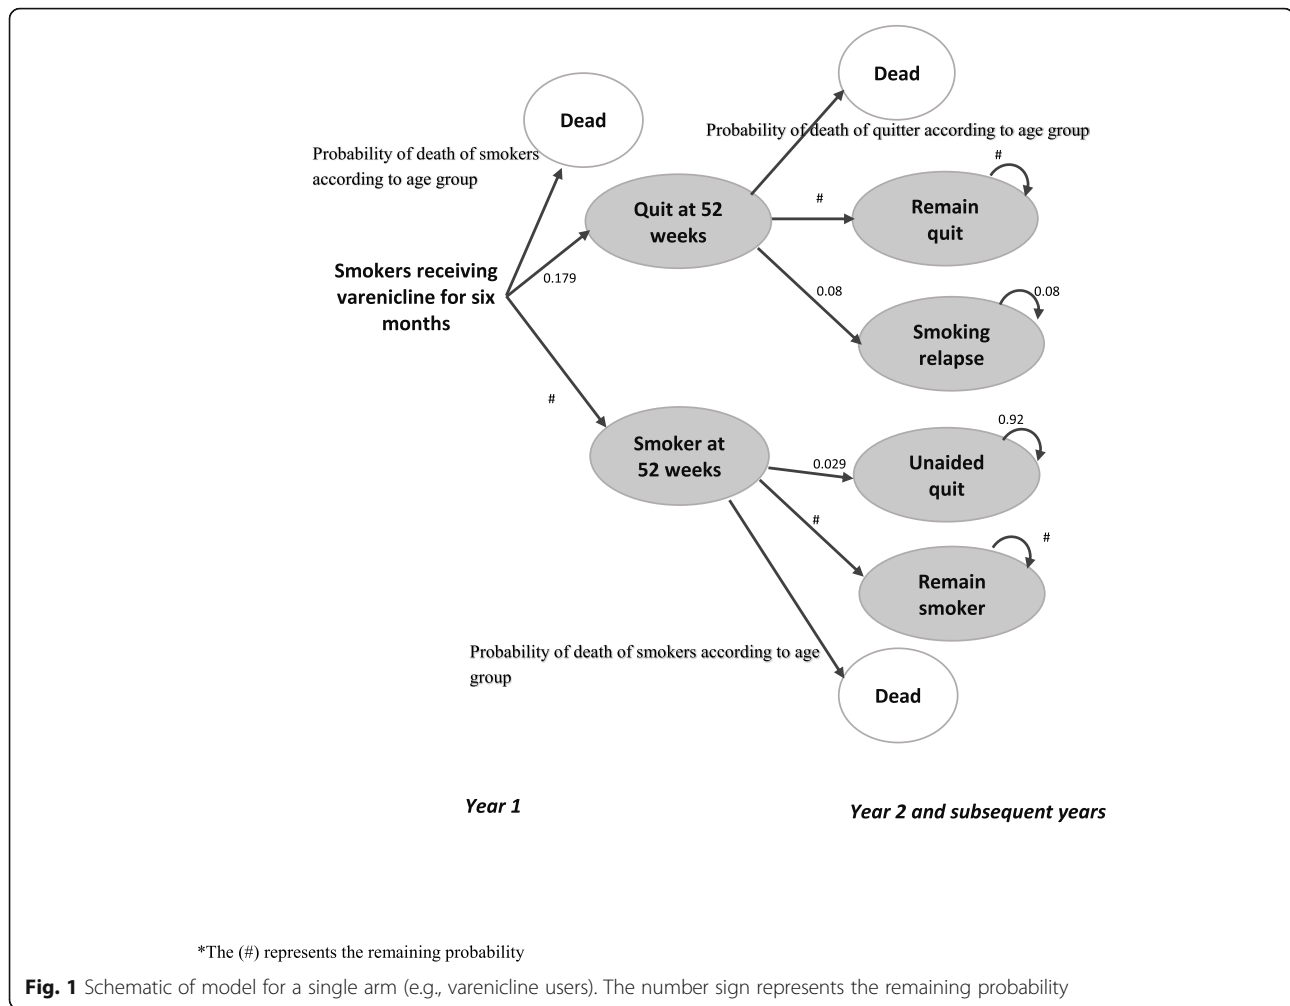 Dead
Dead
Probability of death of quitter according to age group
Probability of death of smokers
according to age group
#
Quit at 52
weeks
#
Remain
quit
Smokers receiving
varenicline for six
months
0.179
0.08
0.08
Smoking
relapse
#
Smoker at
52 weeks
0.029
0.92
Unaided
quit
#
#
Remain
smoker
Probability of death of smokers according to age
group
Dead
Year 1
Year 2 and subsequent years
*The (#) represents the remaining probability
Fig. 1 Schematic of model for a single arm (e.g., varenicline users). The number sign represents the remaining probability